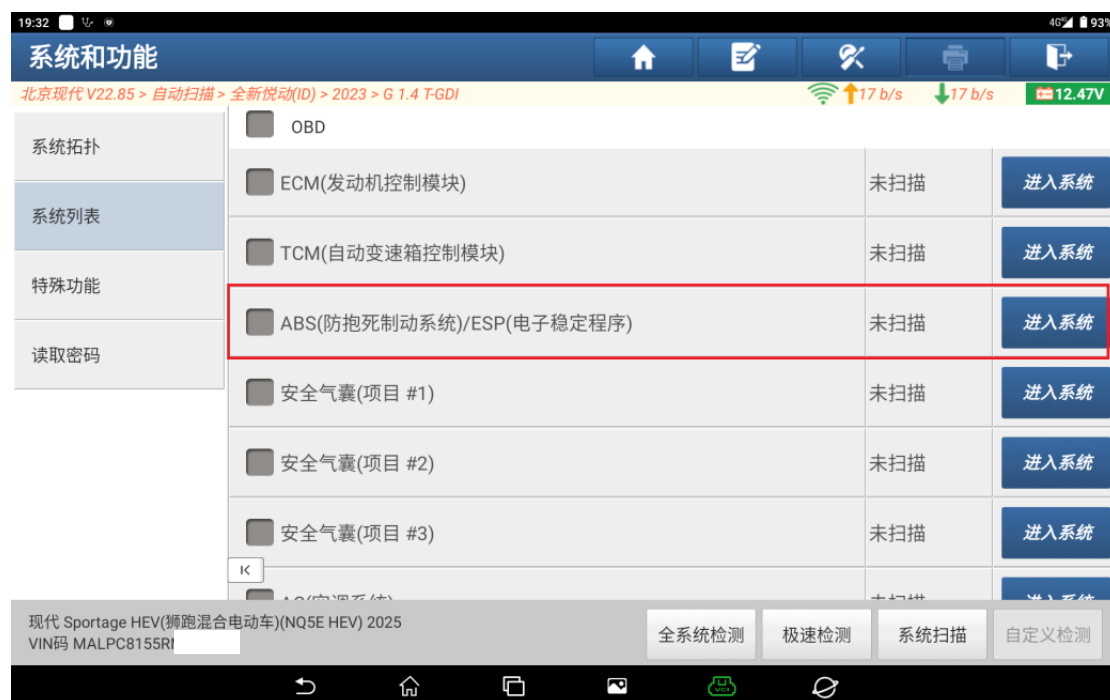 19:32 4G 93%
系统和功能
北京现代 V22.85 > 自动扫描 > 全新悦动(ID) > 2023 > G 1.4 T-GDI 17 b/s 17 b/s 12.47V
系统拓扑
系统列表
特殊功能
读取密码
OBD
ECM(发动机控制模块) 未扫描 进入系统
TCM(自动变速箱控制模块) 未扫描 进入系统
ABS(防抱死制动系统)/ESP(电子稳定程序) 未扫描 进入系统
安全气囊(项目 #1) 未扫描 进入系统
安全气囊(项目 #2) 未扫描 进入系统
安全气囊(项目 #3) 未扫描 进入系统
现代 Sportage HEV(狮跑混合电动车)(NQ5E HEV) 2025
VIN码 MALPC8155R
全系统检测 极速检测 系统扫描 自定义检测
VCI